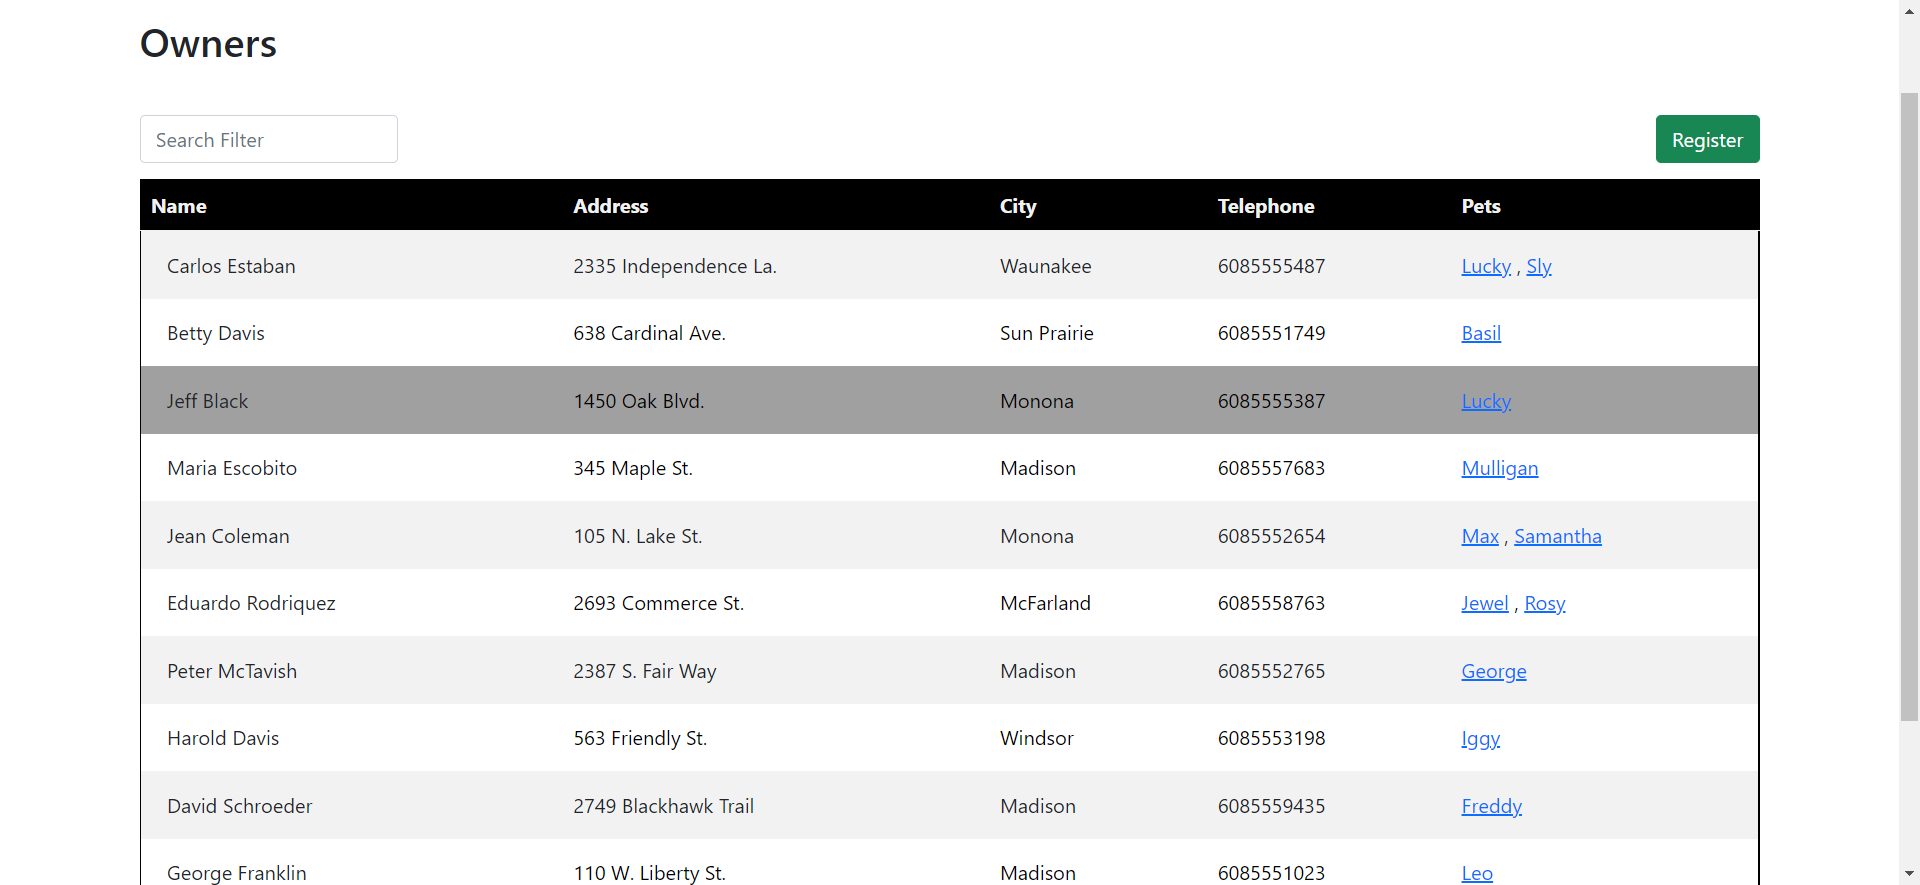 Owners
Search Filter Register
Name Address City Telephone Pets
Carlos Estaban 2335 Independence La. Waunakee 6085555487 Lucky , Sly
Betty Davis 638 Cardinal Ave. Sun Prairie 6085551749 Basil
Jeff Black 1450 Oak Blvd. Monona 6085555387 Lucky
Maria Escobito 345 Maple St. Madison 6085557683 Mulligan
Jean Coleman 105 N. Lake St. Monona 6085552654 Max , Samantha
Eduardo Rodriquez 2693 Commerce St. McFarland 6085558763 Jewel , Rosy
Peter McTavish 2387 S. Fair Way Madison 6085552765 George
Harold Davis 563 Friendly St. Windsor 6085553198 Iggy
David Schroeder 2749 Blackhawk Trail Madison 6085559435 Freddy
George Franklin 110 W. Liberty St. Madison 6085551023 Leo